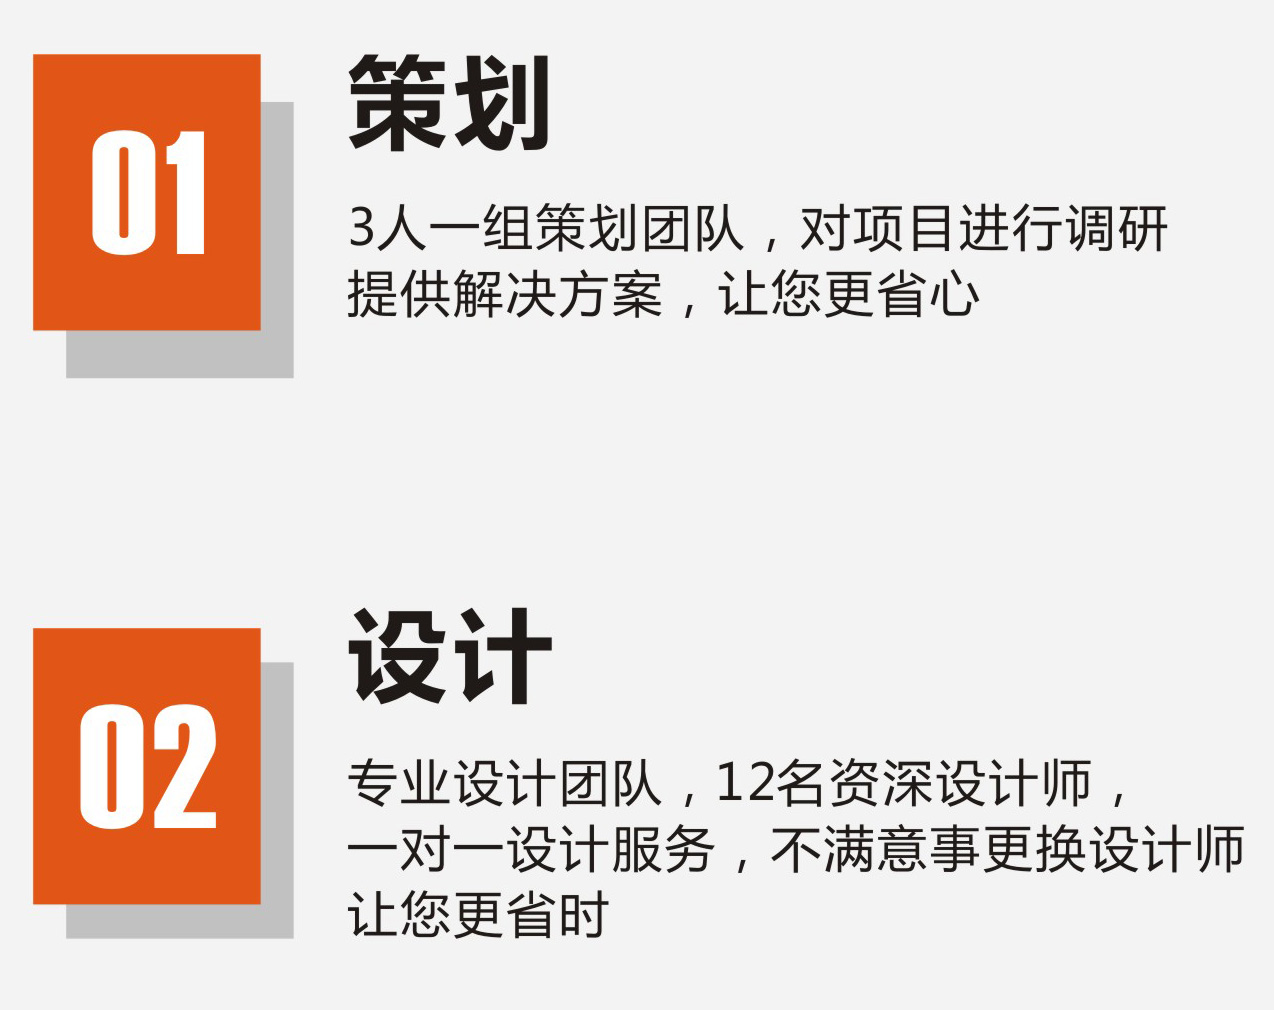 01
策划
3人一组策划团队，对项目进行调研
提供解决方案，让您更省心
02
设计
专业设计团队，12名资深设计师，
一对一设计服务，不满意事更换设计师
让您更省时